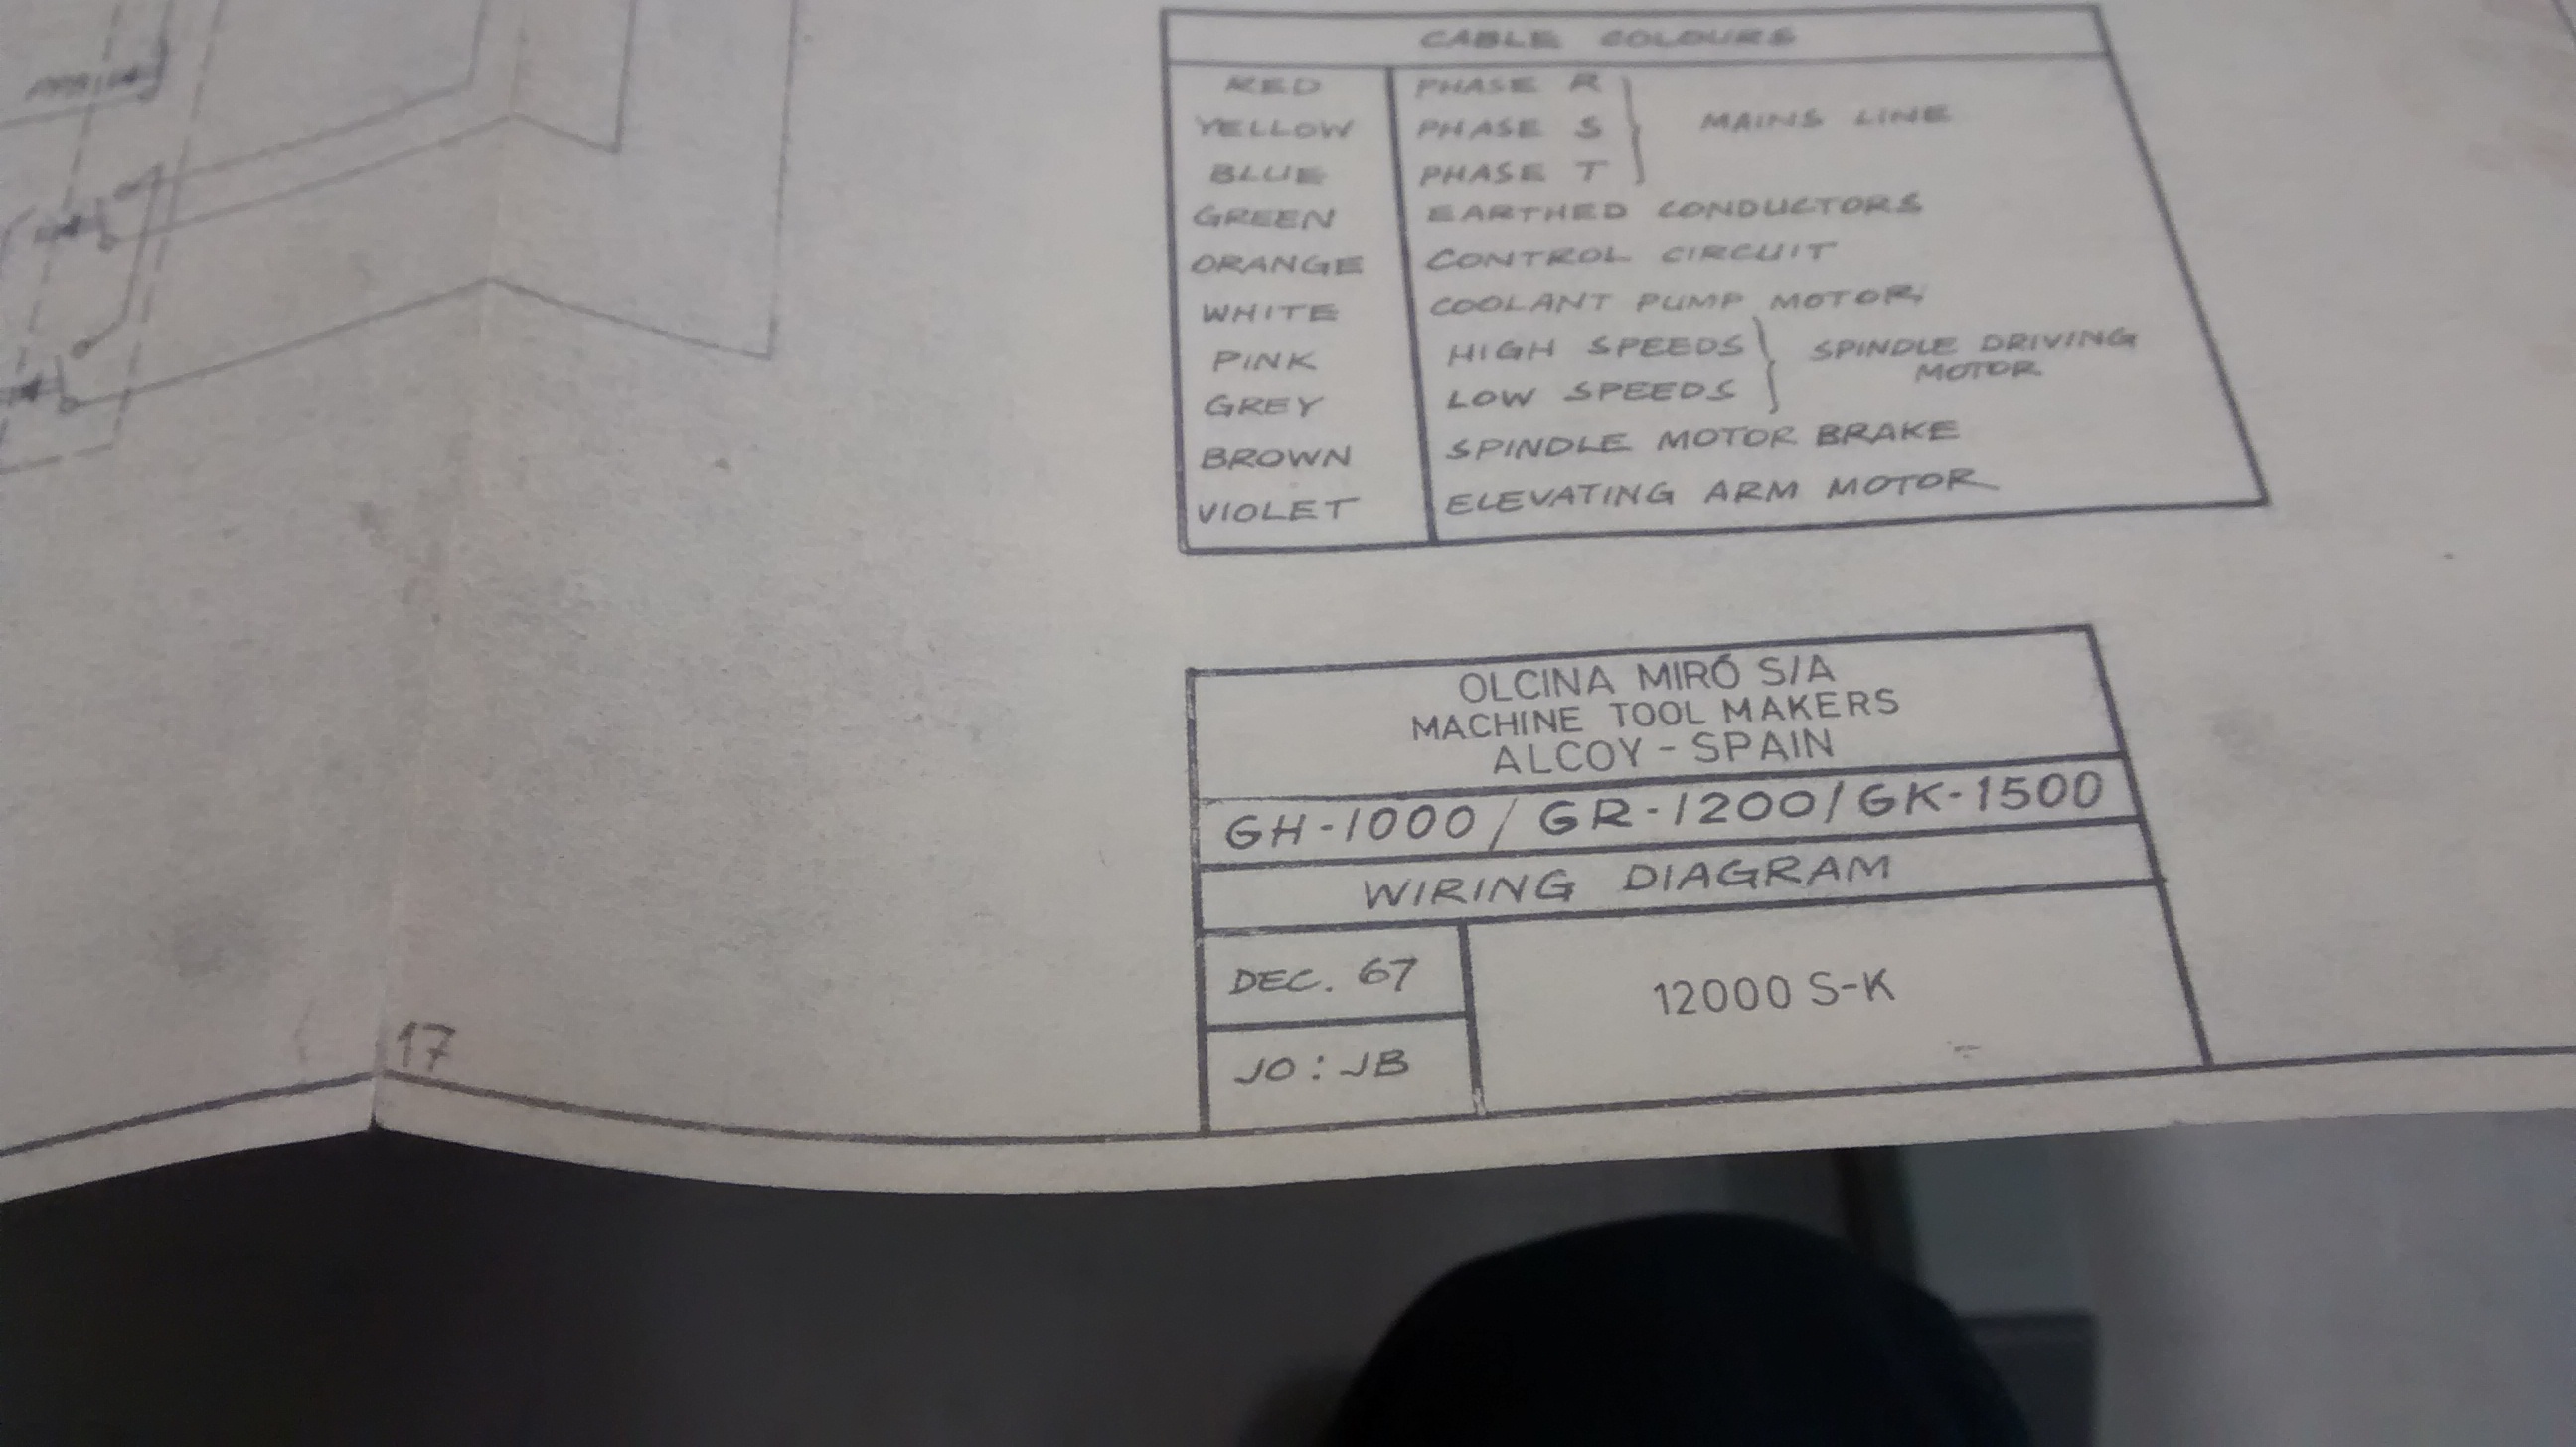 CABLE COLOURS
RED PHASE R
YELLOW PHASE S MAINS LINE
BLUE PHASE T
GREEN EARTHED CONDUCTORS
ORANGE CONTROL CIRCUIT
WHITE COOLANT PUMP MOTOR
PINK HIGH SPEEDS SPINDLE DRIVING MOTOR
GREY LOW SPEEDS
BROWN SPINDLE MOTOR BRAKE
VIOLET ELEVATING ARM MOTOR
OLCINA MIRÓ S/A
MACHINE TOOL MAKERS
ALCOY - SPAIN
GH-1000 / GR-1200 / GK-1500
WIRING DIAGRAM
DEC. 67
12000 S-K
JO : JB
17